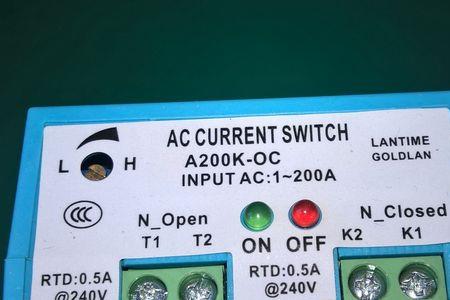 AC CURRENT SWITCH
A200K-OC
INPUT AC:1~200A
LANTIME
GOLDLAN
L H
CCC
N_Open
T1 T2
ON OFF
N_Closed
K2 K1
RTD:0.5A
@240V
RTD:0.5A
@240V